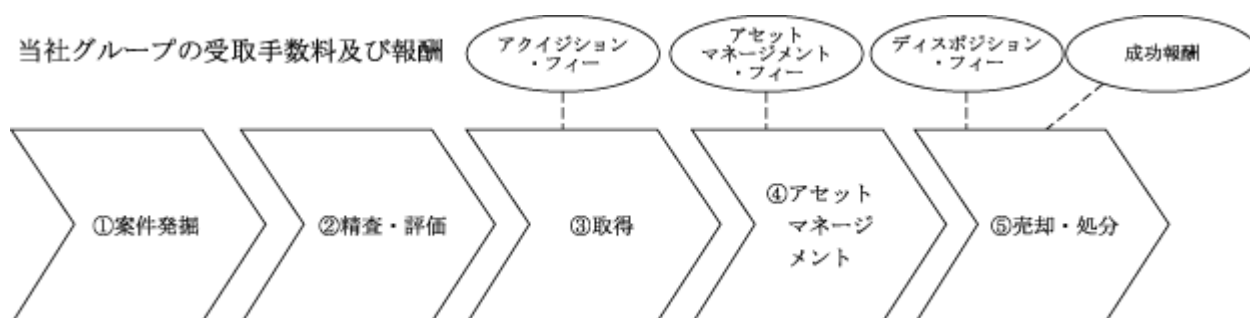 当社グループの受取手数料及び報酬
アクイジション
・フィー
アセット
マネージメント
・フィー
ディスポジション
・フィー
成功報酬
①案件発掘
②精査・評価
③取得
④アセット
マネージ
メント
⑤売却・処分